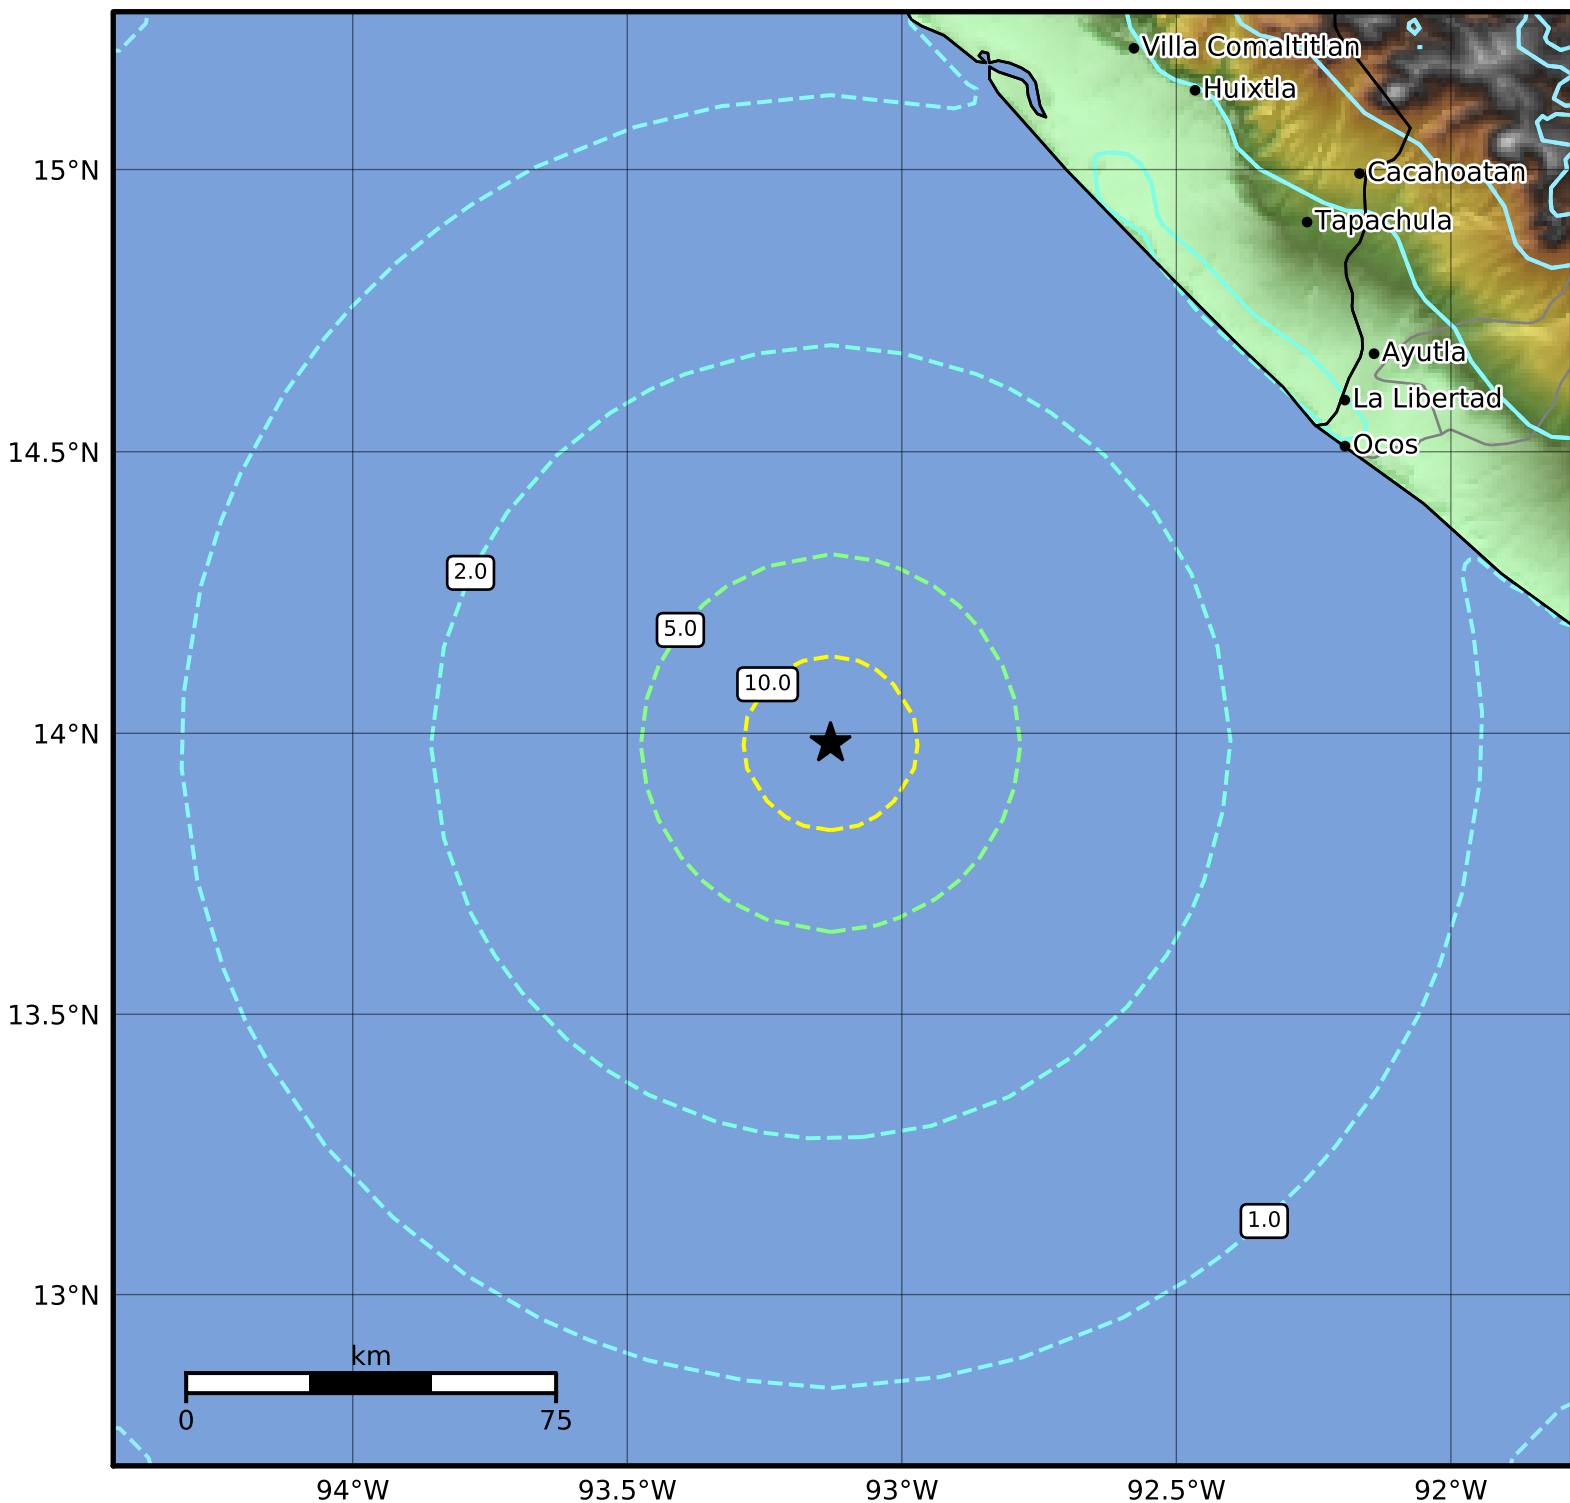 Villa Comaltitlan
Huixtla
15°N
Cacahoatan
Tapachula
Ayutla
La Libertad
14.5°N
Ocos
2.0
5.0
10.0
14°N
13.5°N
1.0
13°N
km
0 75
94°W 93.5°W 93°W 92.5°W 92°W